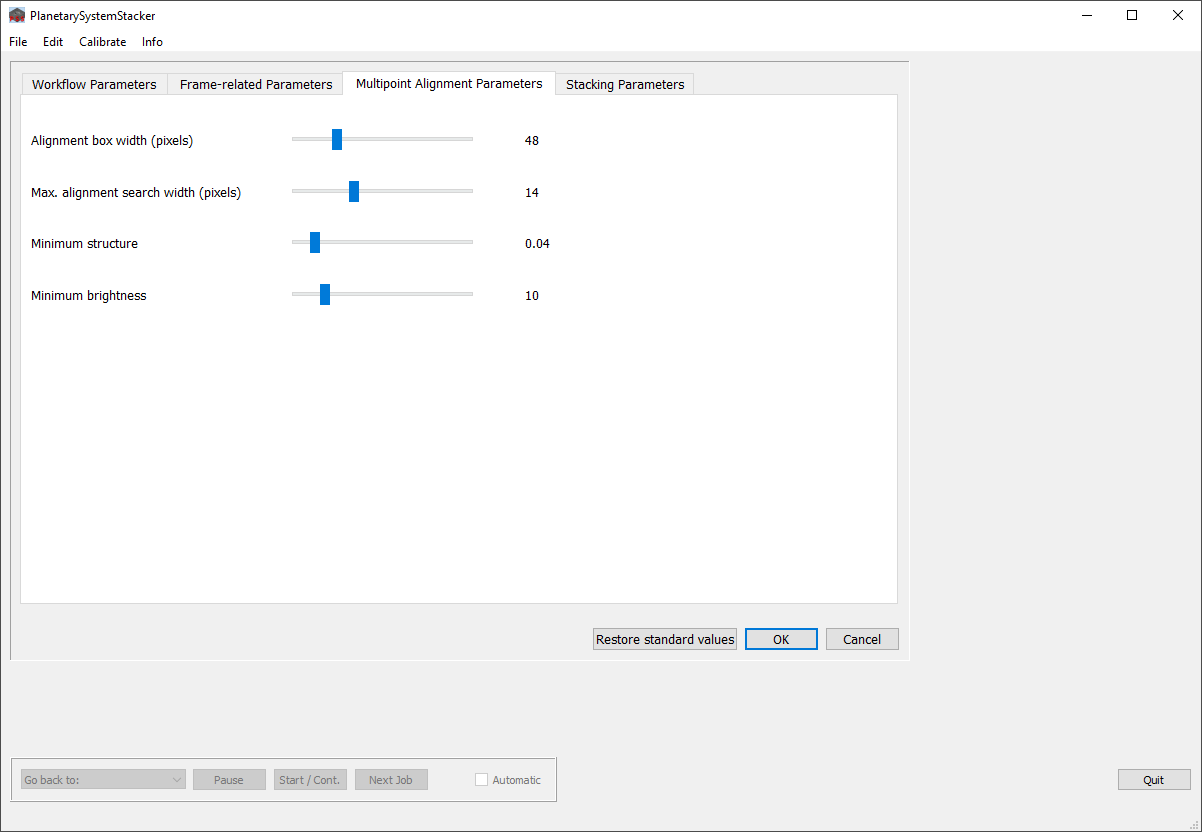 PlanetarySystemStacker
File Edit Calibrate Info
Workflow Parameters Frame-related Parameters Multipoint Alignment Parameters Stacking Parameters
Alignment box width (pixels) 48
Max. alignment search width (pixels) 14
Minimum structure 0.04
Minimum brightness 10
Restore standard values OK Cancel
Go back to: Pause Start / Cont. Next Job Automatic Quit